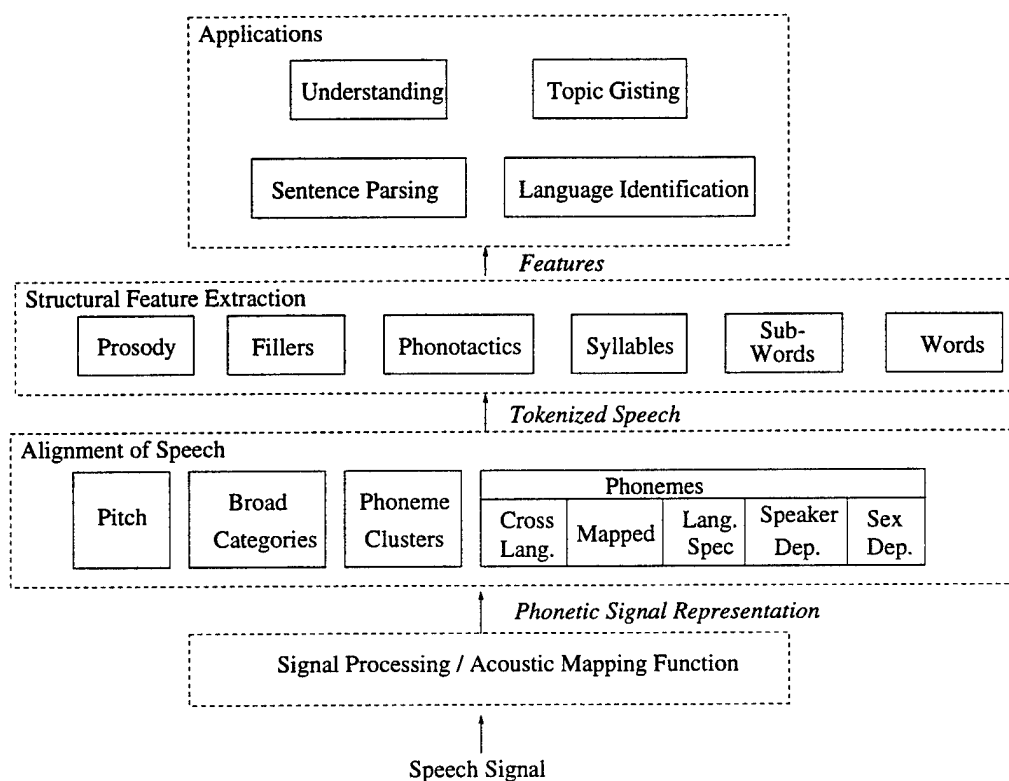 Applications
Understanding
Topic Gisting
Sentence Parsing
Language Identification
Features
Structural Feature Extraction
Prosody
Fillers
Phonotactics
Syllables
Sub-
Words
Words
Tokenized Speech
Alignment of Speech
Pitch
Broad
Categories
Phoneme
Clusters
Phonemes
Cross
Lang.
Mapped
Lang.
Spec
Speaker
Dep.
Sex
Dep.
Phonetic Signal Representation
Signal Processing / Acoustic Mapping Function
Speech Signal